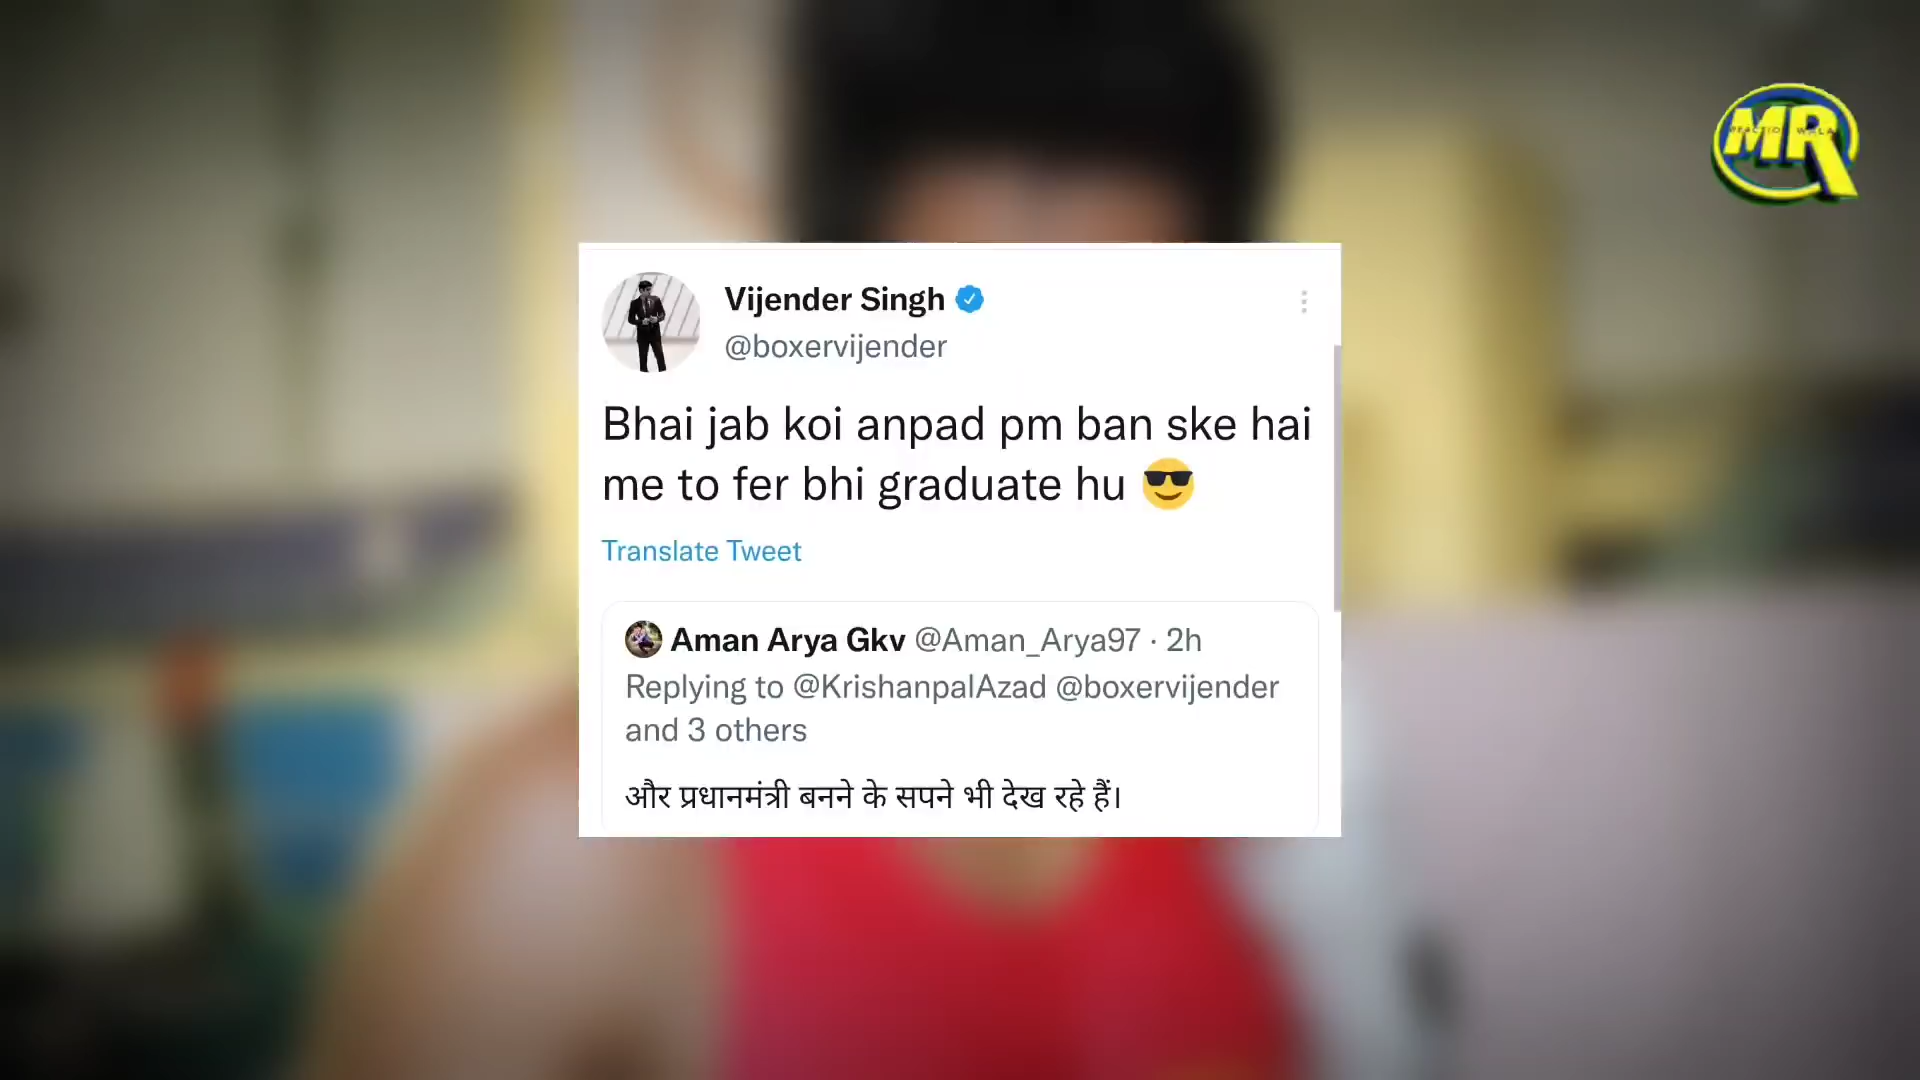 MR
REACTION WALA
Vijender Singh
@boxervijender
Bhai jab koi anpad pm ban ske hai
me to fer bhi graduate hu 😎
Translate Tweet
Aman Arya Gkv @Aman_Arya97 · 2h
Replying to @KrishanpalAzad @boxervijender
and 3 others
और प्रधानमंत्री बनने के सपने भी देख रहे हैं।